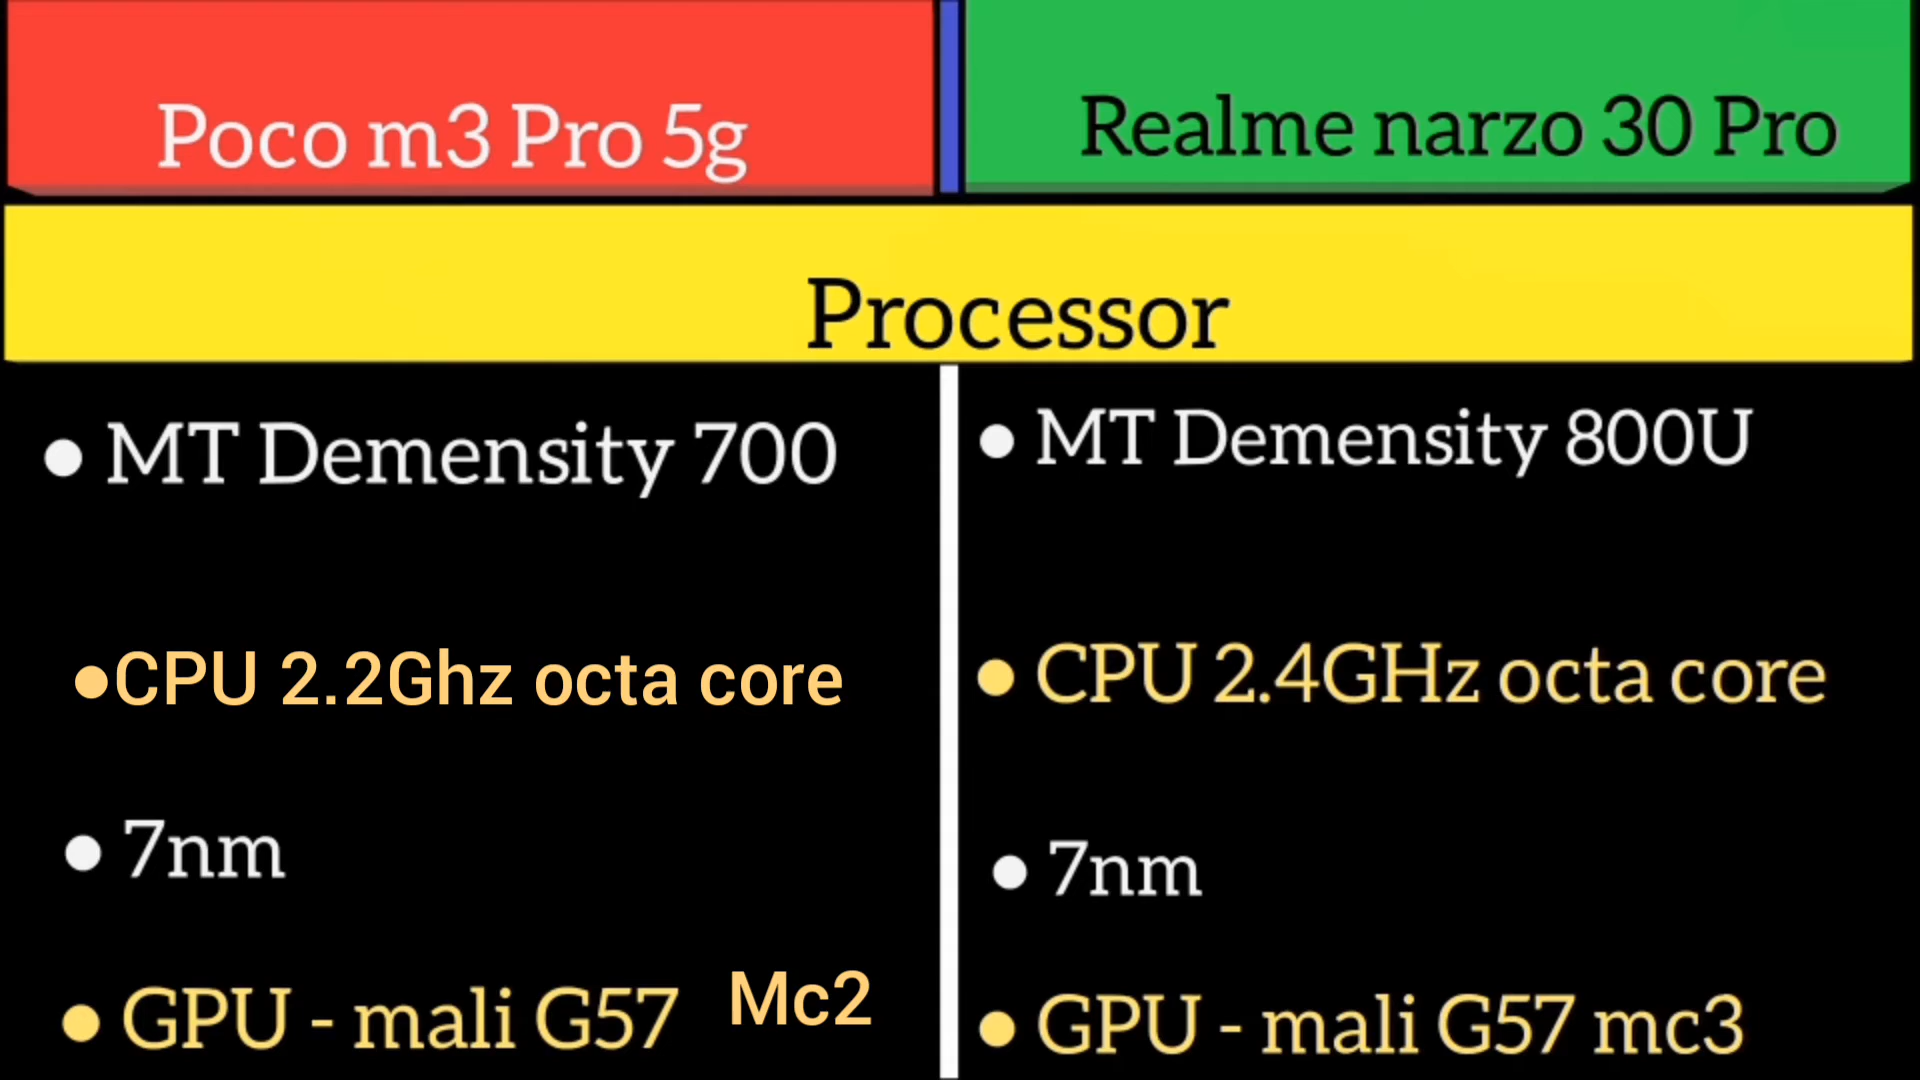 Poco m3 Pro 5g
Realme narzo 30 Pro
Processor
● MT Demensity 700
●CPU 2.2Ghz octa core
● 7nm
● GPU - mali G57 Mc2
● MT Demensity 800U
● CPU 2.4GHz octa core
● 7nm
● GPU - mali G57 mc3